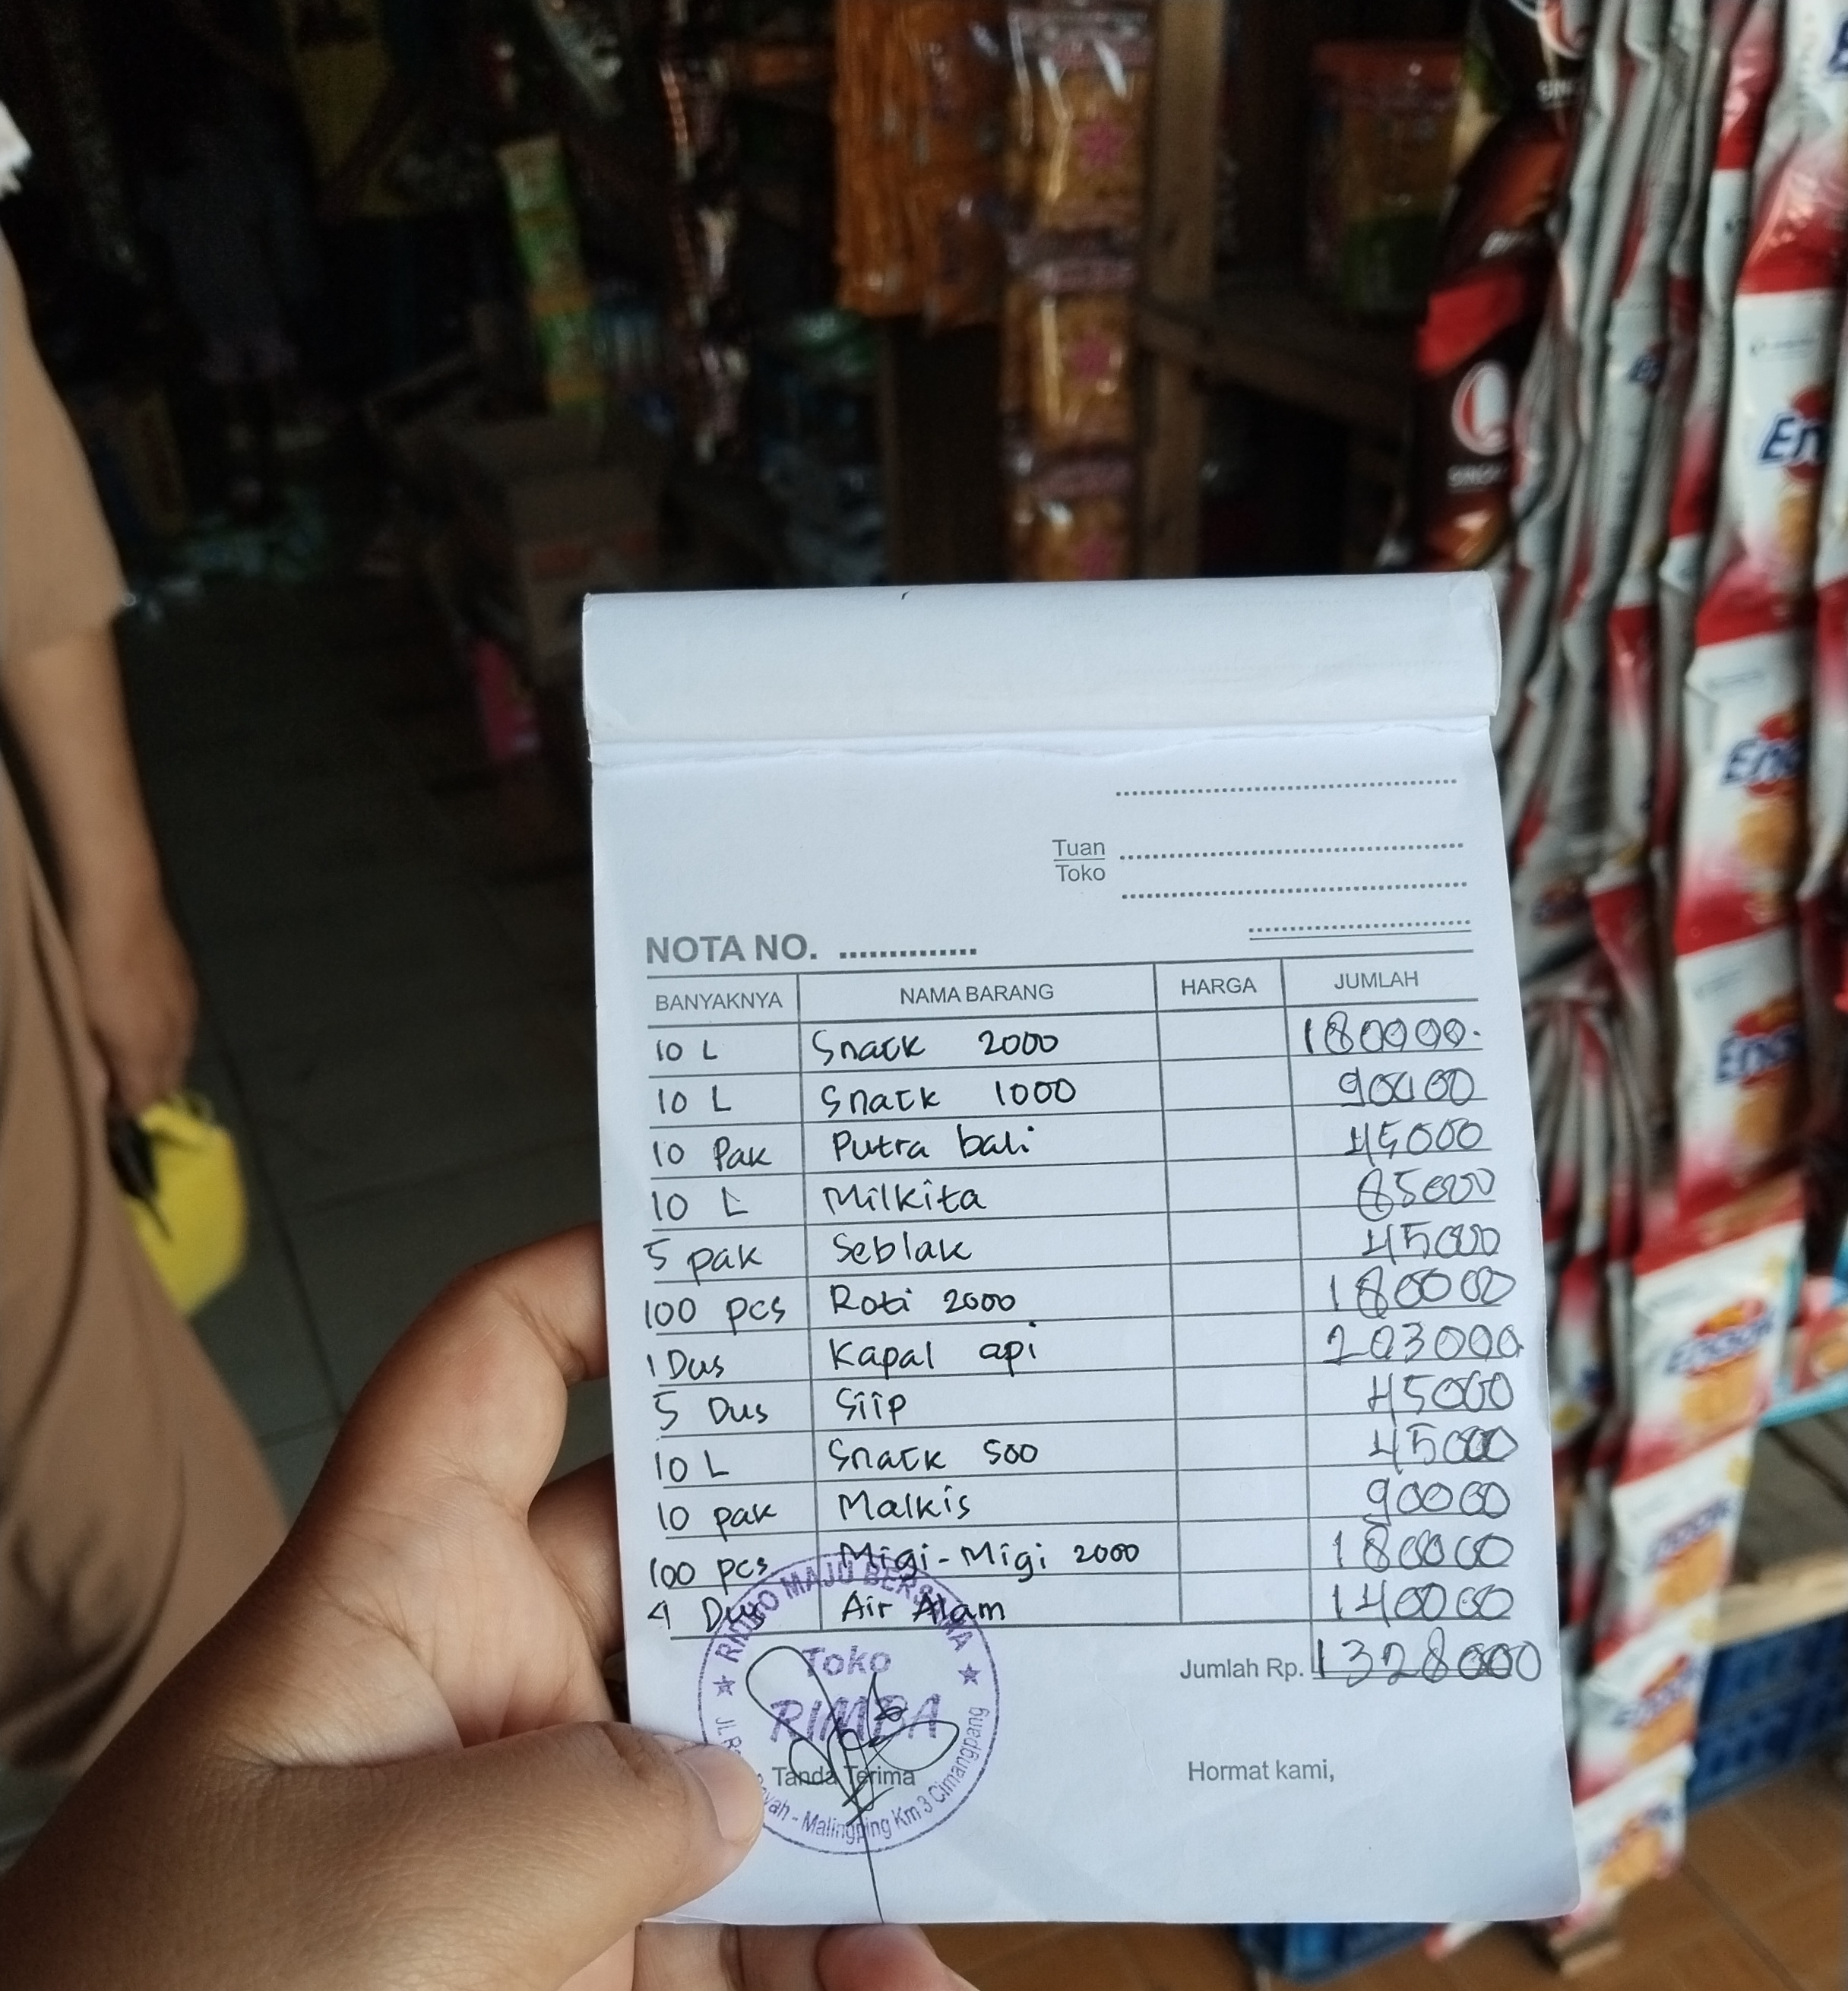 Tuan
Toko
NOTA NO. ..............
BANYAKNYA NAMA BARANG HARGA JUMLAH
10 L Snack 2000 180000.
10 L Snack 1000 90000
10 Pak Putra bali 45000
10 L Milkita 85000
5 pak Seblak 45000
100 pcs Roti 2000 180000
1 Dus Kapal api 203000
5 Dus Siip 45000
10 L Snack 500 45000
10 pak Malkis 90000
100 pcs Migi-Migi 2000 180000
4 Dus Air Alam 140000
Jumlah Rp. 1328000
MAJU BERSAMA
Toko
RIMBA
Malingping Km 3 Cimangpang
Tanda Terima
Hormat kami,